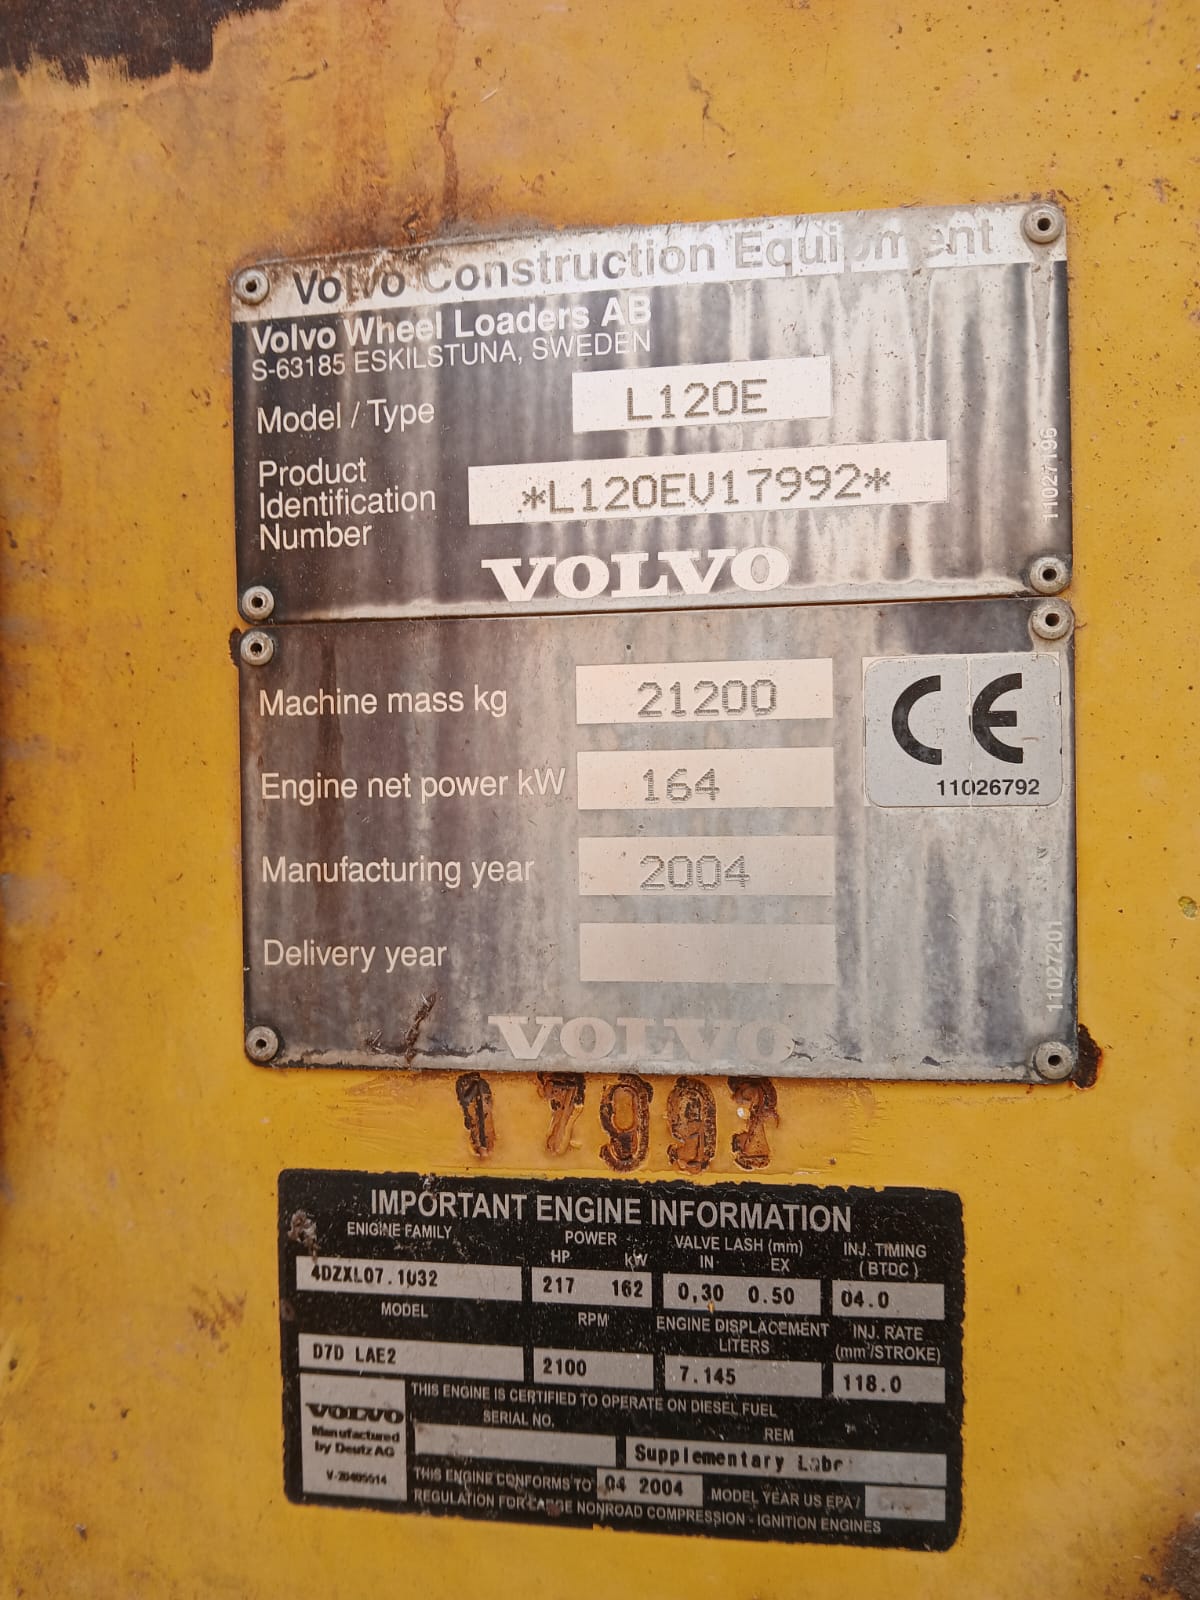 Volvo Construction Equipment
Volvo Wheel Loaders AB
S-63185 ESKILSTUNA, SWEDEN
Model / Type L120E
Product
Identification
Number *L120EV17992*
11027196
VOLVO
Machine mass kg 21200
CE
11026792
Engine net power kW 164
Manufacturing year 2004
Delivery year
11027201
VOLVO
17992
IMPORTANT ENGINE INFORMATION
ENGINE FAMILY POWER VALVE LASH (mm) INJ. TIMING
HP kW IN EX (BTDC)
4DZXL07.1032 217 162 0,30 0.50 04.0
MODEL RPM ENGINE DISPLACEMENT INJ. RATE
LITERS (mm³/STROKE)
D7D LAE2 2100 7.145 118.0
THIS ENGINE IS CERTIFIED TO OPERATE ON DIESEL FUEL
VOLVO
Manufactured
by Deutz AG
SERIAL NO. REM
Supplementary
THIS ENGINE CONFORMS TO 04 2004 MODEL YEAR US EPA/
REGULATION FOR LARGE NONROAD COMPRESSION - IGNITION ENGINES